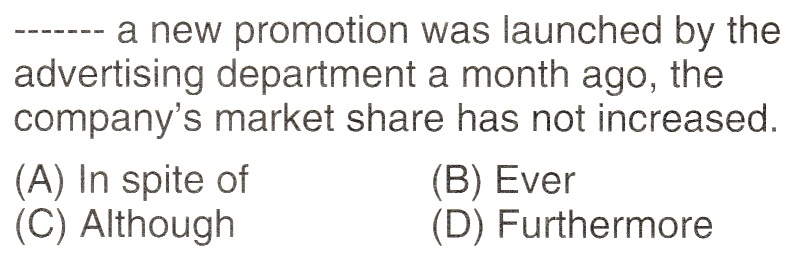 ------- a new promotion was launched by the
advertising department a month ago, the
company's market share has not increased.
(A) In spite of (B) Ever
(C) Although (D) Furthermore